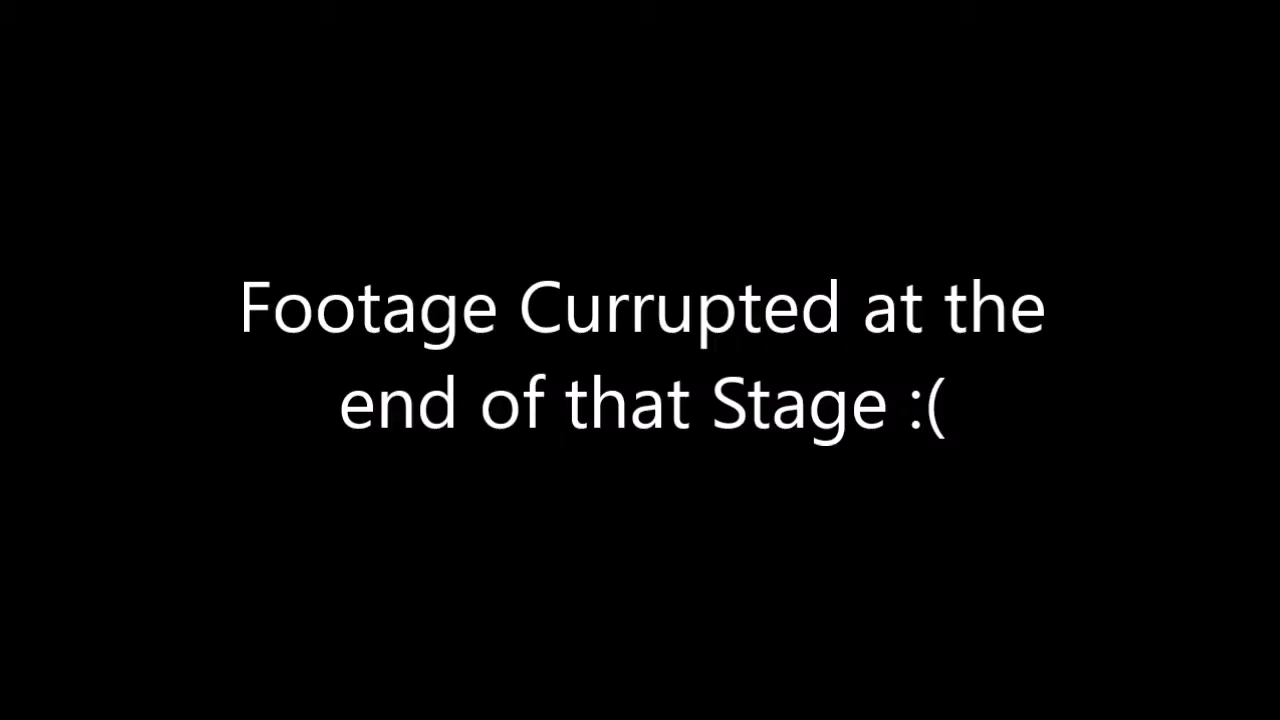 Footage Currupted at the
end of that Stage :(